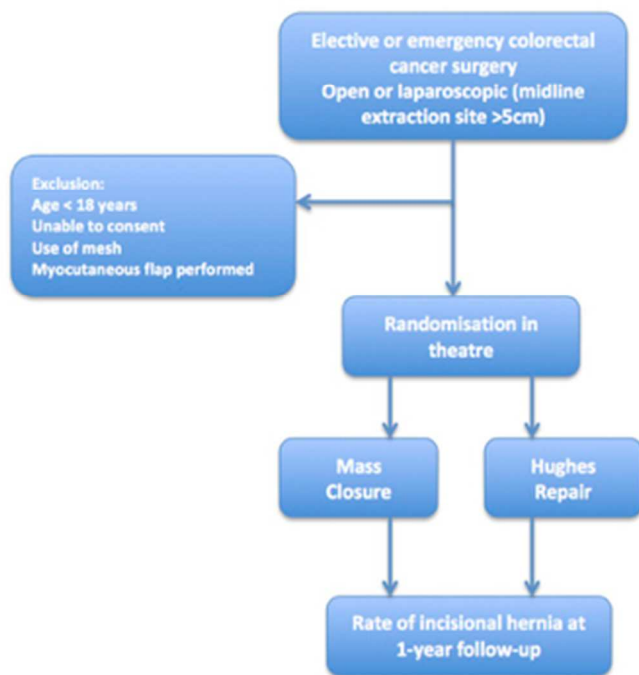 Elective or emergency colorectal
cancer surgery
Open or laparoscopic (midline
extraction site >5cm)
Exclusion:
Age < 18 years
Unable to consent
Use of mesh
Myocutaneous flap performed
Randomisation in
theatre
Mass
Closure
Hughes
Repair
Rate of incisional hernia at
1-year follow-up